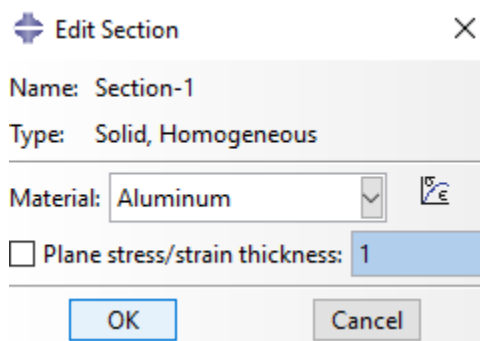 Edit Section
Name: Section-1
Type: Solid, Homogeneous
Material: Aluminum
Plane stress/strain thickness: 1
OK Cancel